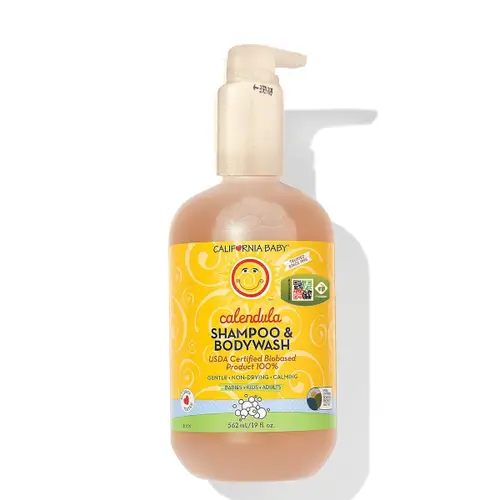 CALIFORNIA BABY
calendula
SHAMPOO &
BODYWASH
USDA Certified Biobased
Product 100%
GENTLE • NON-DRYING • CALMING
BABIES • KIDS • ADULTS
562 mL/19 fl. oz.